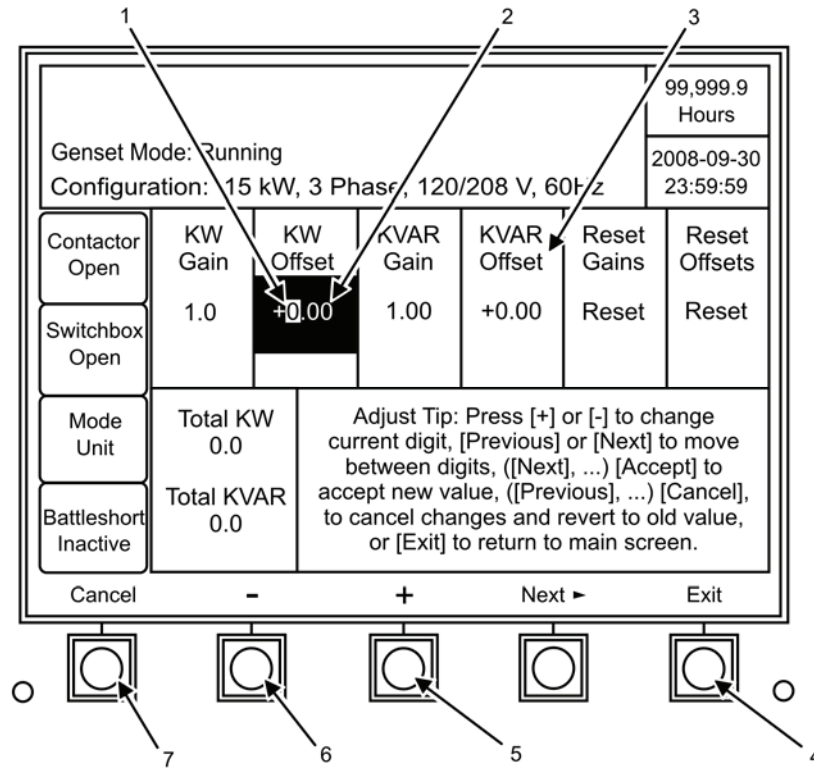 1
2
3
99,999.9
Hours
Genset Mode: Running
Configuration: 15 kW, 3 Phase, 120/208 V, 60Hz
2008-09-30
23:59:59
Contactor
Open
Switchbox
Open
Mode
Unit
Battleshort
Inactive
KW
Gain
1.0
KW
Offset
+0.00
KVAR
Gain
1.00
KVAR
Offset
+0.00
Reset
Gains
Reset
Reset
Offsets
Reset
Total KW
0.0
Total KVAR
0.0
Adjust Tip: Press [+] or [-] to change
current digit, [Previous] or [Next] to move
between digits, ([Next], ...) [Accept] to
accept new value, ([Previous], ...) [Cancel],
to cancel changes and revert to old value,
or [Exit] to return to main screen.
Cancel - + Next ► Exit
7
6
5
4